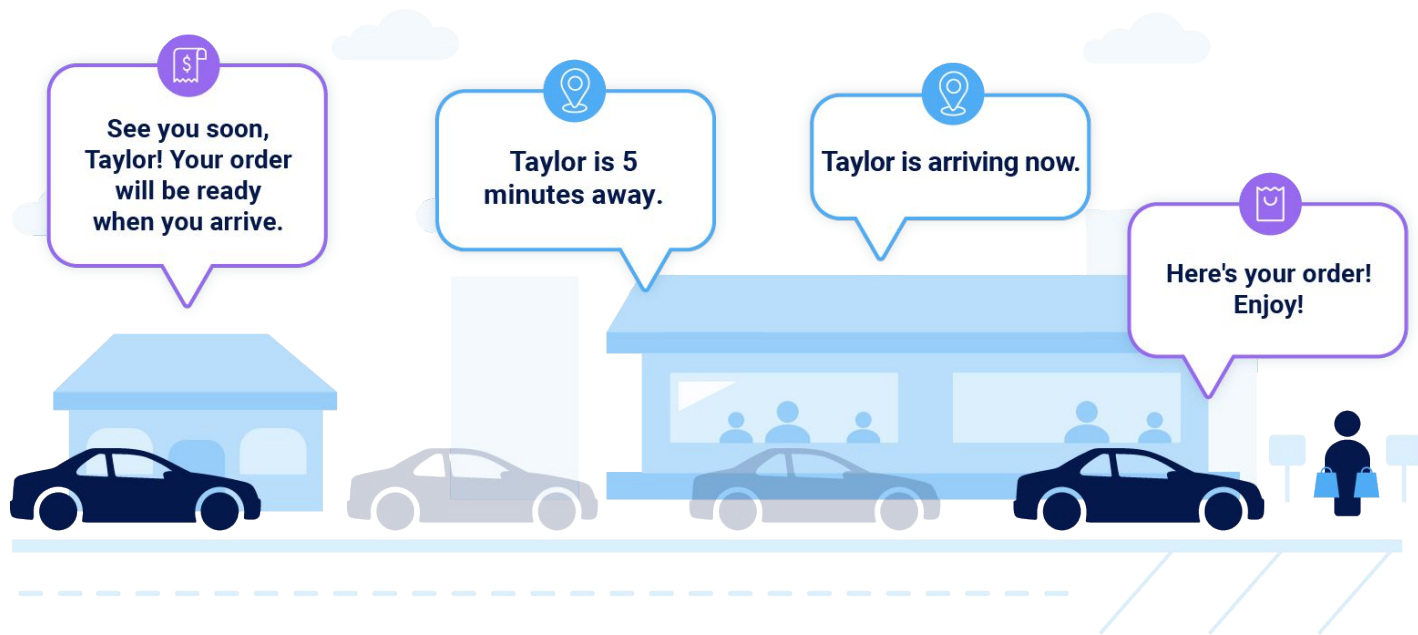 See you soon,
Taylor! Your order
will be ready
when you arrive.
Taylor is 5
minutes away.
Taylor is arriving now.
Here's your order!
Enjoy!